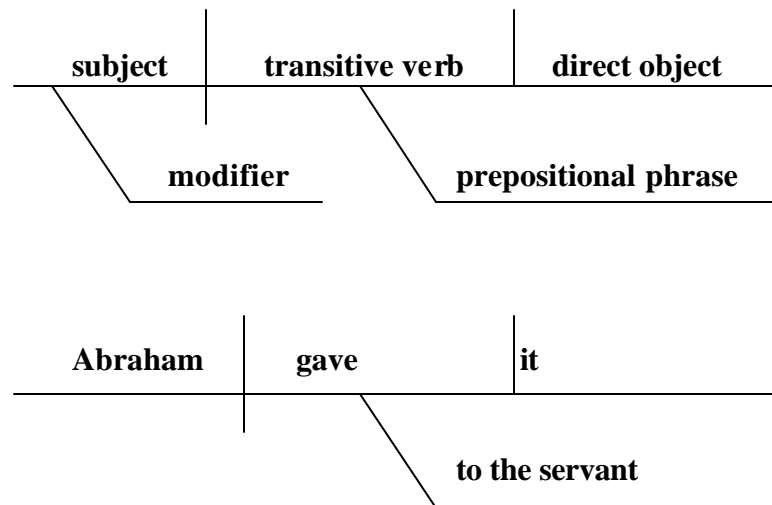 subject transitive verb direct object
modifier prepositional phrase
Abraham gave it
to the servant